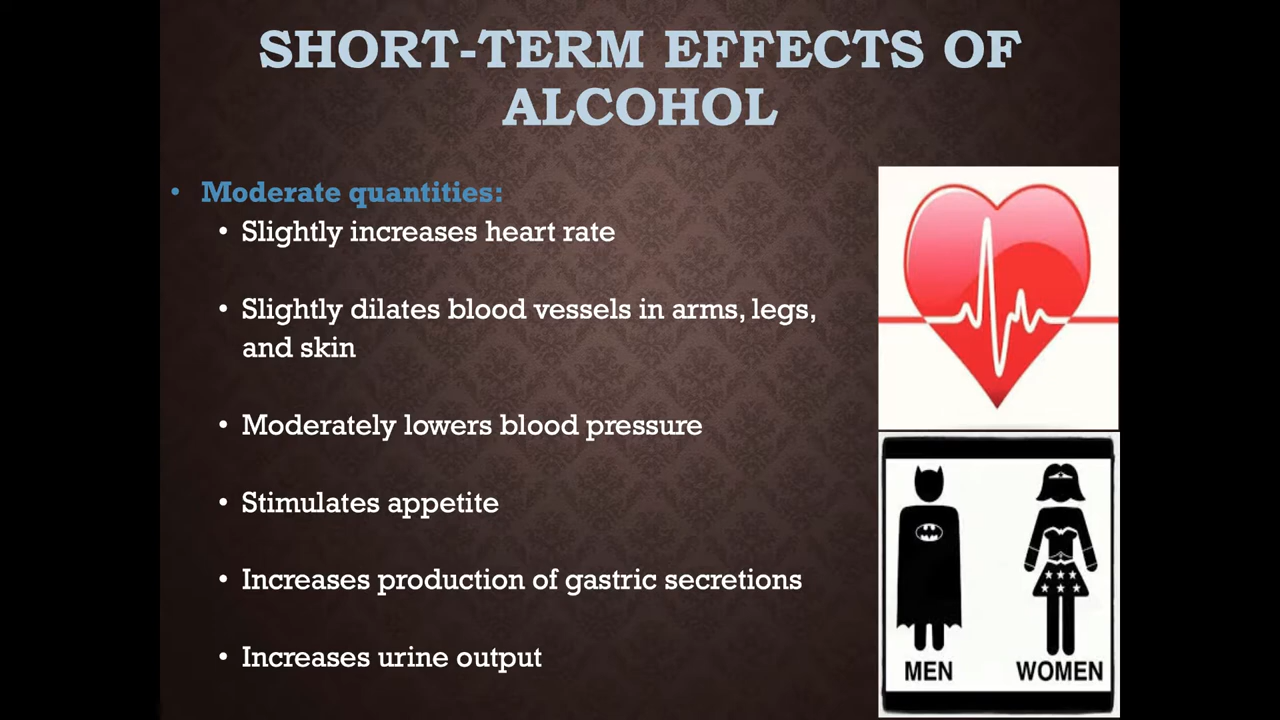 SHORT-TERM EFFECTS OF
ALCOHOL
• Moderate quantities:
• Slightly increases heart rate
• Slightly dilates blood vessels in arms, legs,
and skin
• Moderately lowers blood pressure
• Stimulates appetite
• Increases production of gastric secretions
• Increases urine output
MEN WOMEN